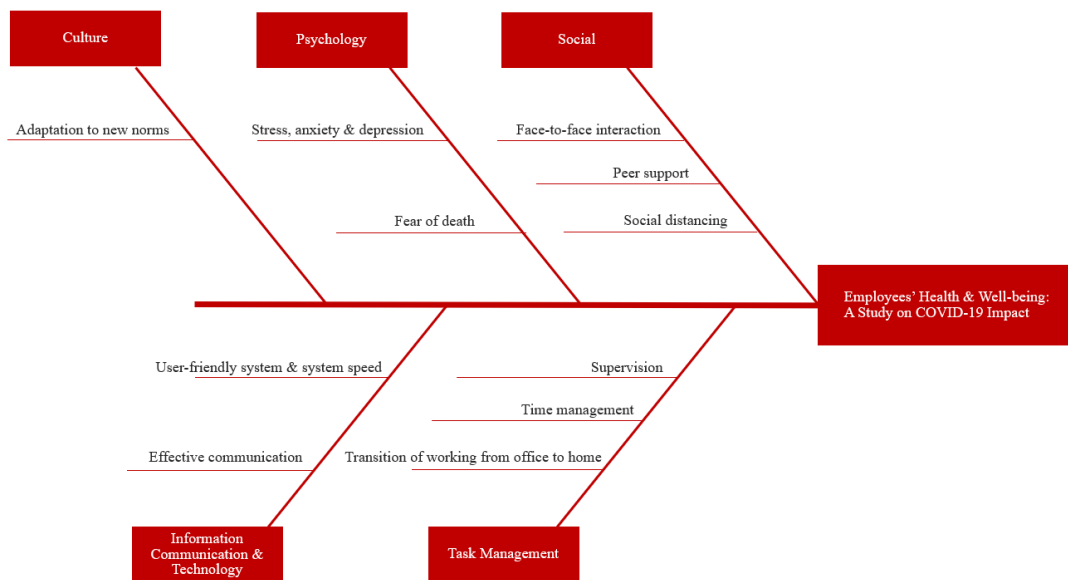 Culture
Psychology
Social
Adaptation to new norms
Stress, anxiety & depression
Face-to-face interaction
Peer support
Fear of death
Social distancing
Employees’ Health & Well-being:
A Study on COVID-19 Impact
User-friendly system & system speed
Supervision
Time management
Effective communication
Transition of working from office to home
Information
Communication &
Technology
Task Management